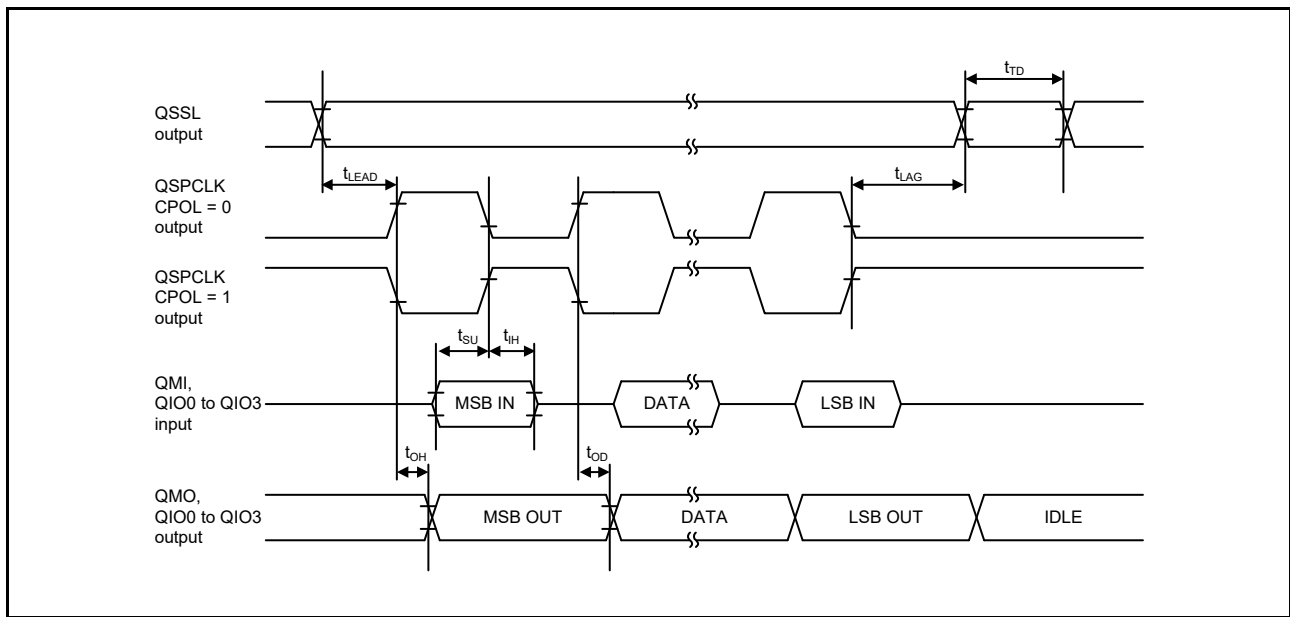 tTD
QSSL
output
tLEAD
tLAG
QSPCLK
CPOL = 0
output
QSPCLK
CPOL = 1
output
tSU
tIH
QMI,
QIO0 to QIO3
input
MSB IN
DATA
LSB IN
tOH
tOD
QMO,
QIO0 to QIO3
output
MSB OUT
DATA
LSB OUT
IDLE